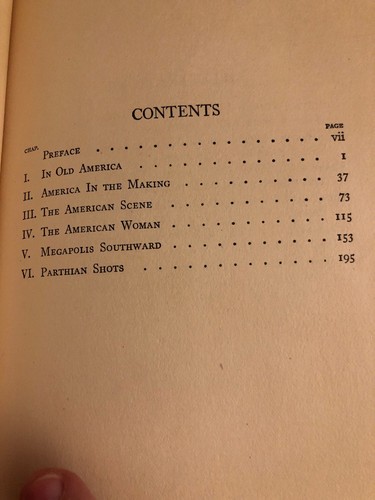 CONTENTS
CHAP. PAGE
PREFACE . . . . . . . . . . . . . . vii
I. IN OLD AMERICA . . . . . . . . . . . 1
II. AMERICA IN THE MAKING . . . . . . . . 37
III. THE AMERICAN SCENE . . . . . . . . . 73
IV. THE AMERICAN WOMAN . . . . . . . . . 115
V. MEGAPOLIS SOUTHWARD . . . . . . . . . 153
VI. PARTHIAN SHOTS . . . . . . . . . . . 195